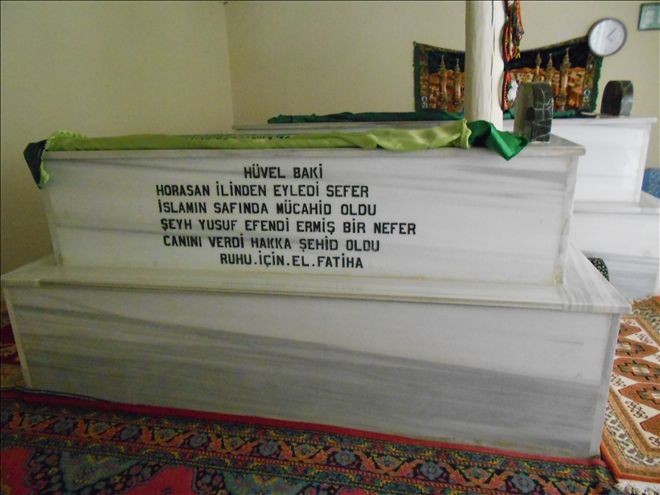 HÜVEL BAKİ
HORASAN İLİNDEN EYLEDİ SEFER
İSLAMIN SAFINDA MÜCAHİD OLDU
ŞEYH YUSUF EFENDİ ERMİŞ BİR NEFER
CANINI VERDİ HAKKA ŞEHİD OLDU
RUHU.İÇİN.EL.FATİHA